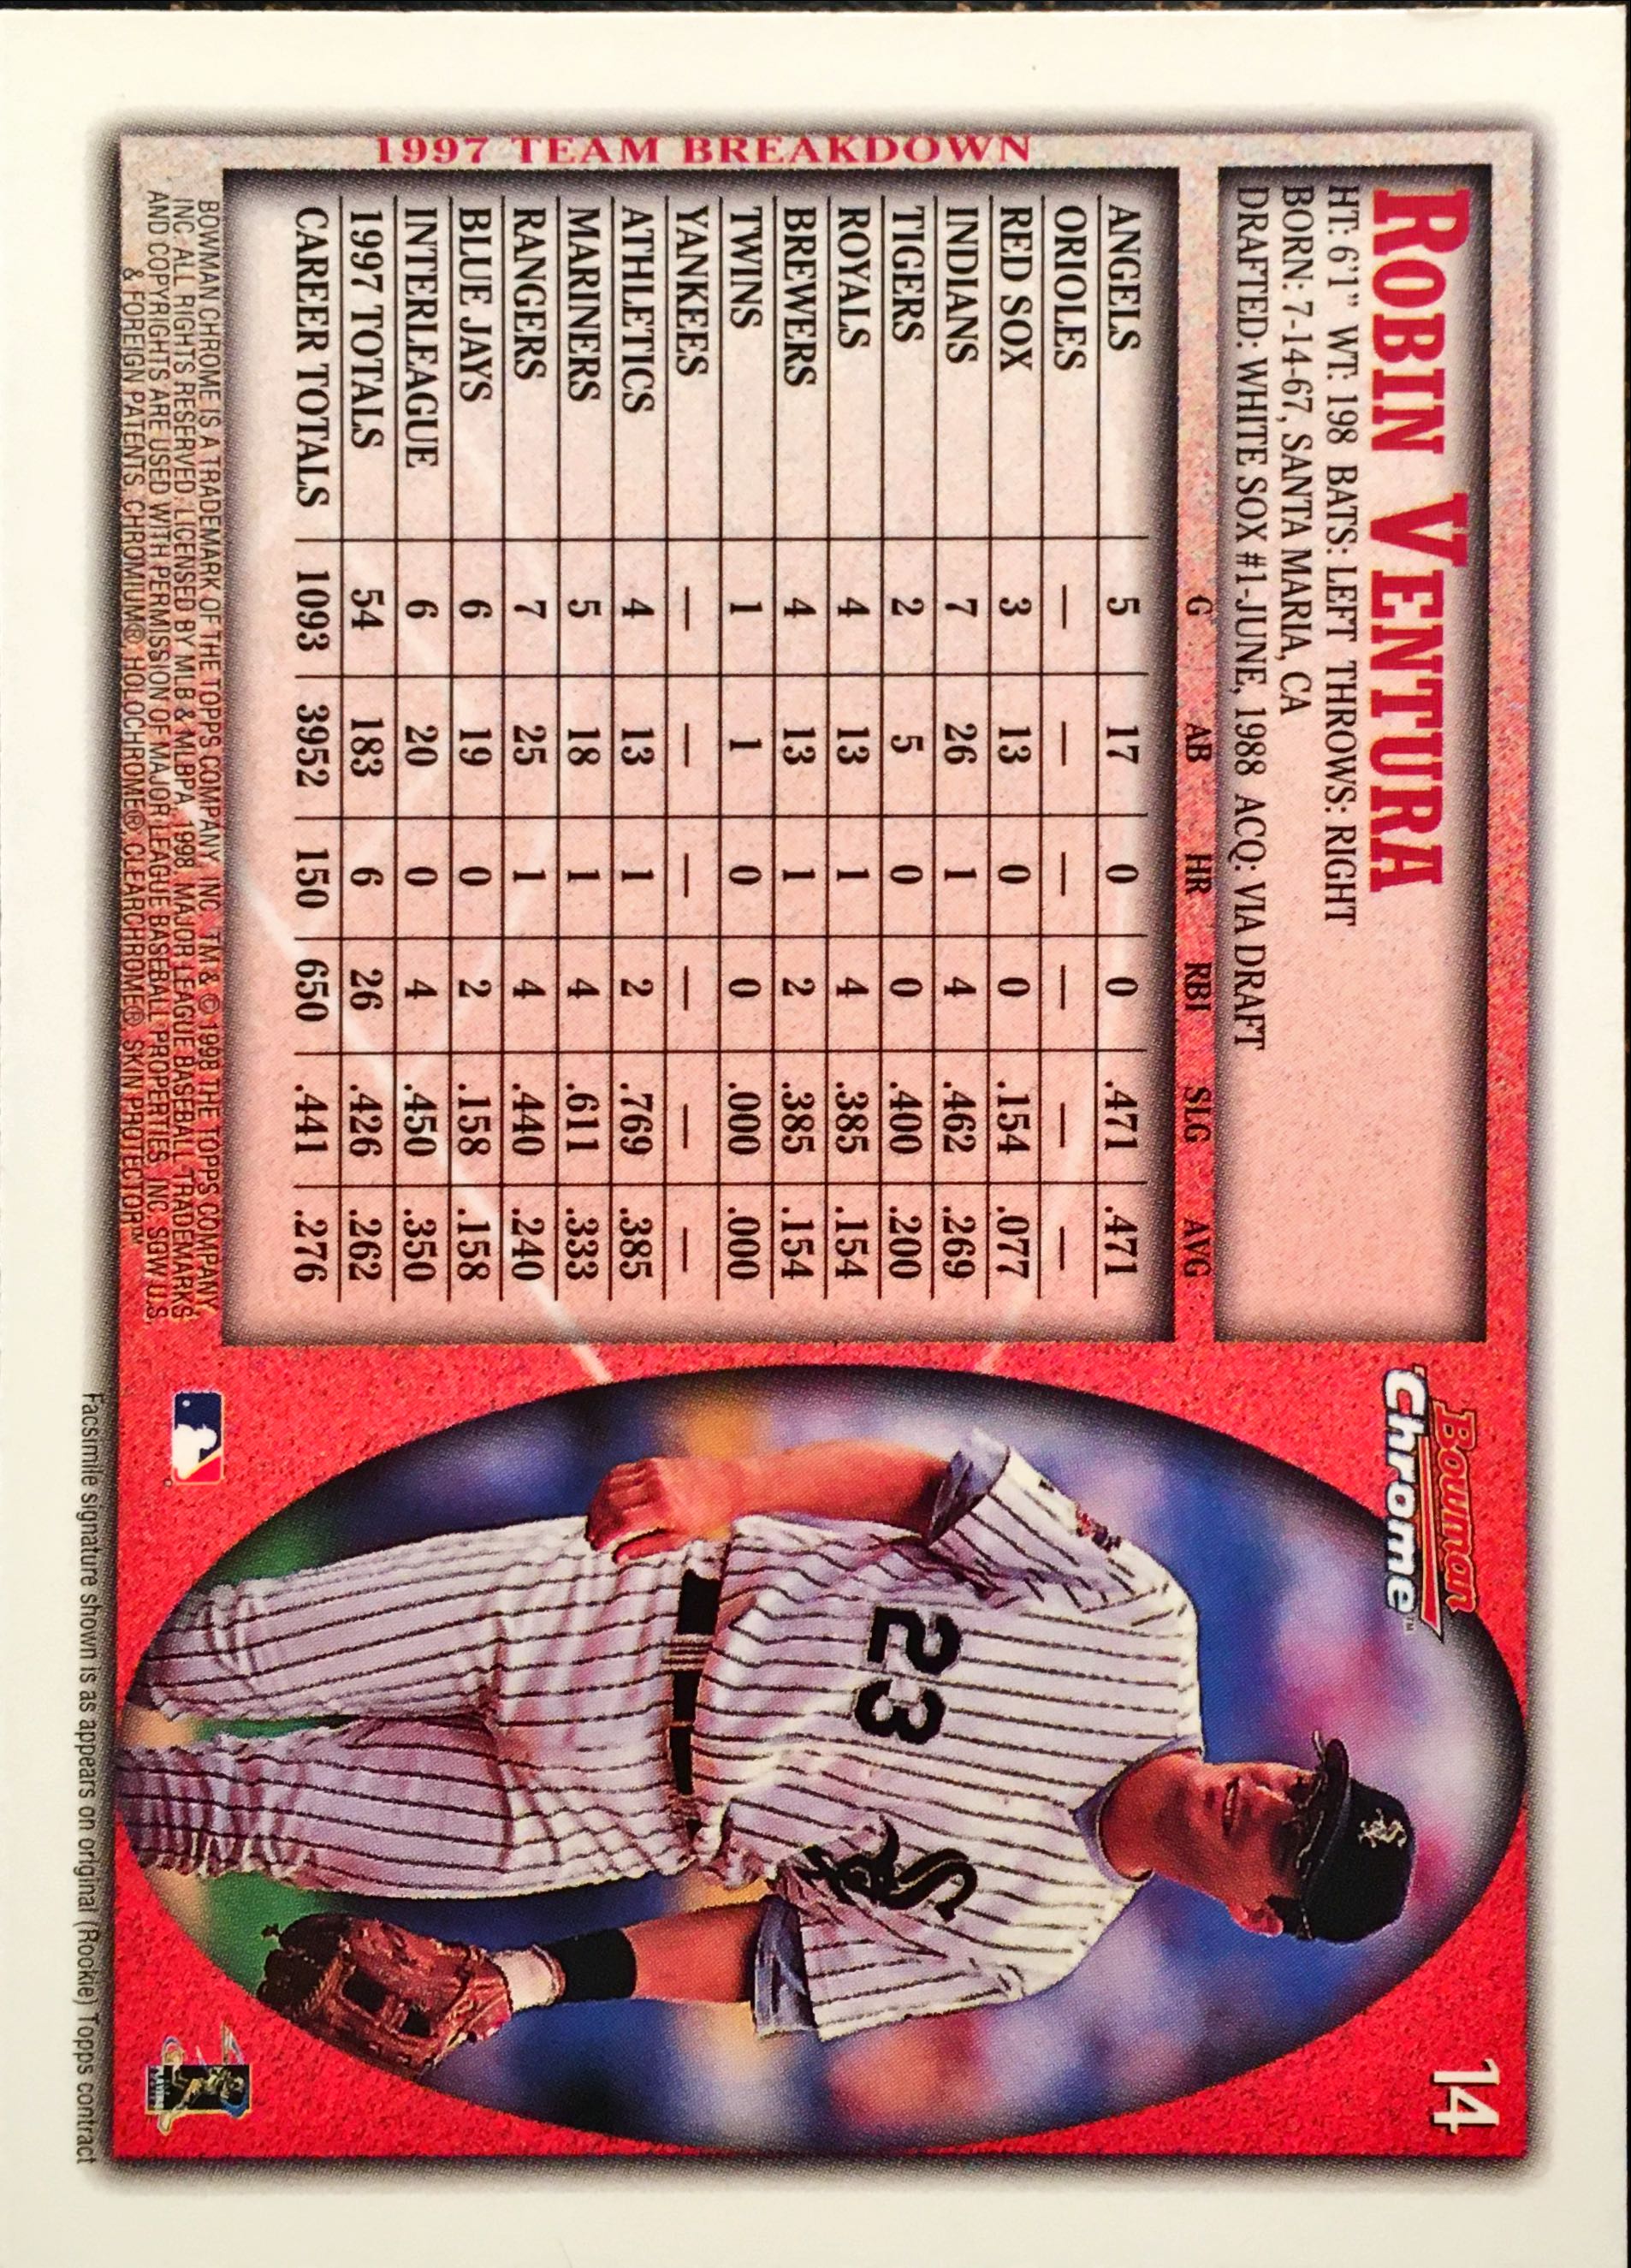 ROBIN VENTURA
HT: 6'1" WT: 198 BATS: LEFT THROWS: RIGHT
BORN: 7-14-67, SANTA MARIA, CA
DRAFTED: WHITE SOX #1-JUNE, 1988 ACQ: VIA DRAFT
Bowman
Chrome™
14
1997 TEAM BREAKDOWN
G AB HR RBI SLG AVG
ANGELS 5 17 0 0 .471 .471
ORIOLES — — — — — —
RED SOX 3 13 0 0 .154 .077
INDIANS 7 26 1 4 .462 .269
TIGERS 2 5 0 0 .400 .200
ROYALS 4 13 1 4 .385 .154
BREWERS 4 13 1 2 .385 .154
TWINS 1 1 0 0 .000 .000
YANKEES — — — — — —
ATHLETICS 4 13 1 2 .769 .385
MARINERS 5 18 1 4 .611 .333
RANGERS 7 25 1 4 .440 .240
BLUE JAYS 6 19 0 2 .158 .158
INTERLEAGUE 6 20 0 4 .450 .350
1997 TOTALS 54 183 6 26 .426 .262
CAREER TOTALS 1093 3952 150 650 .441 .276
23
Sox
BOWMAN CHROME IS A TRADEMARK OF THE TOPPS COMPANY, INC. TM & © 1998 THE TOPPS COMPANY,
INC. ALL RIGHTS RESERVED. LICENSED BY MLB & MLBPA, 1998. MAJOR LEAGUE BASEBALL TRADEMARKS
AND COPYRIGHTS ARE USED WITH PERMISSION OF MAJOR LEAGUE BASEBALL PROPERTIES, INC. SGW U.S.
& FOREIGN PATENTS. CHROMIUM® HOLOCHROME®, CLEARCHROME®, SKIN PROTECTOR™
Facsimile signature shown is as appears on original (Rookie) Topps contract